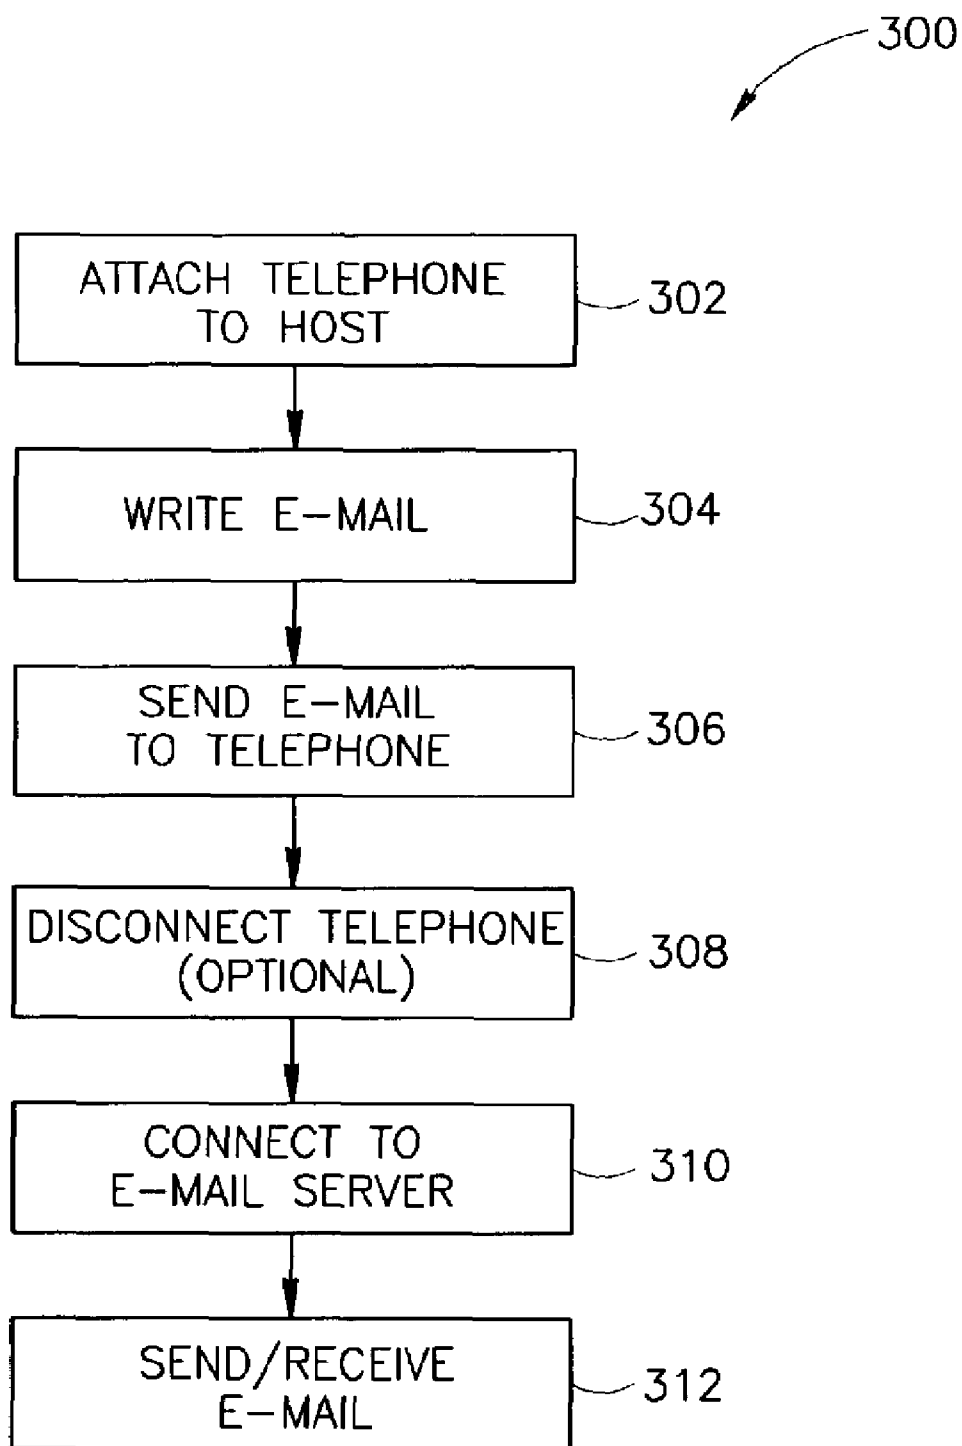 300
ATTACH TELEPHONE
TO HOST
302
WRITE E-MAIL
304
SEND E-MAIL
TO TELEPHONE
306
DISCONNECT TELEPHONE
(OPTIONAL)
308
CONNECT TO
E-MAIL SERVER
310
SEND/RECEIVE
E-MAIL
312